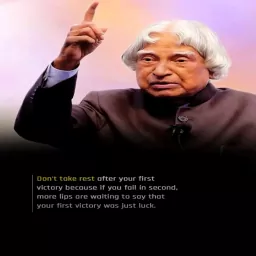 Don't take rest after your first
victory because if you fail in second,
more lips are waiting to say that
your first victory was just luck.